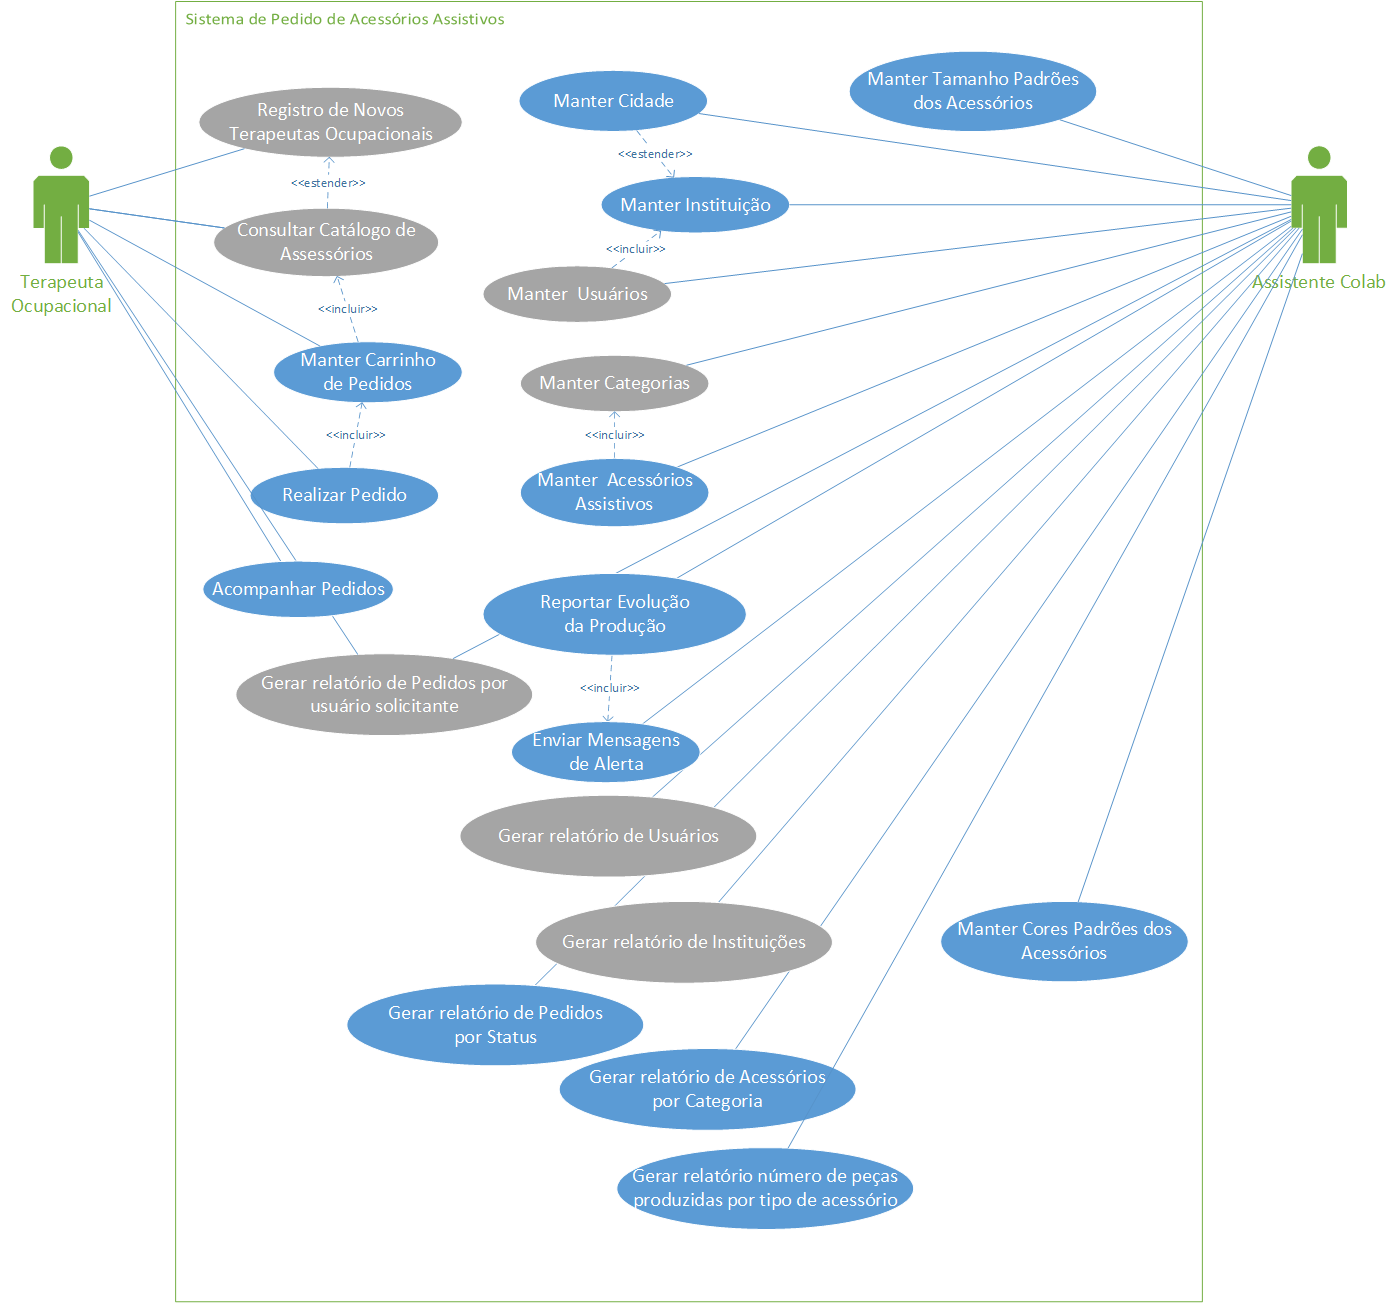 Sistema de Pedido de Acessórios Assistivos
Registro de Novos
Terapeutas Ocupacionais
<<estender>>
Consultar Catálogo de
Assessórios
<<incluir>>
Manter Carrinho
de Pedidos
<<incluir>>
Realizar Pedido
Acompanhar Pedidos
Gerar relatório de Pedidos por
usuário solicitante
Terapeuta
Ocupacional
Manter Cidade
<<estender>>
Manter Instituição
<<incluir>>
Manter  Usuários
Manter Categorias
<<incluir>>
Manter  Acessórios
Assistivos
Reportar Evolução
da Produção
<<incluir>>
Enviar Mensagens
de Alerta
Gerar relatório de Usuários
Gerar relatório de Instituições
Gerar relatório de Pedidos
por Status
Gerar relatório de Acessórios
por Categoria
Gerar relatório número de peças
produzidas por tipo de acessório
Manter Tamanho Padrões
dos Acessórios
Assistente Colab
Manter Cores Padrões dos
Acessórios